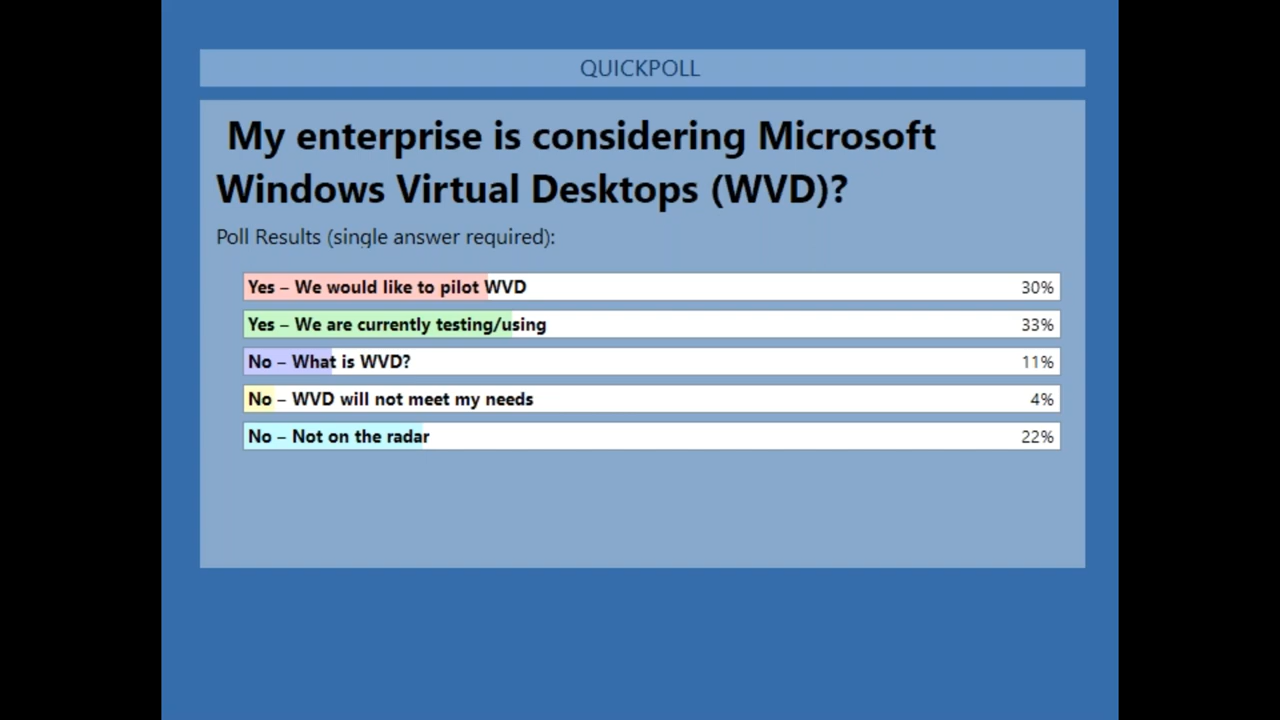 QUICKPOLL
My enterprise is considering Microsoft
Windows Virtual Desktops (WVD)?
Poll Results (single answer required):
Yes – We would like to pilot WVD 30%
Yes – We are currently testing/using 33%
No – What is WVD? 11%
No – WVD will not meet my needs 4%
No – Not on the radar 22%